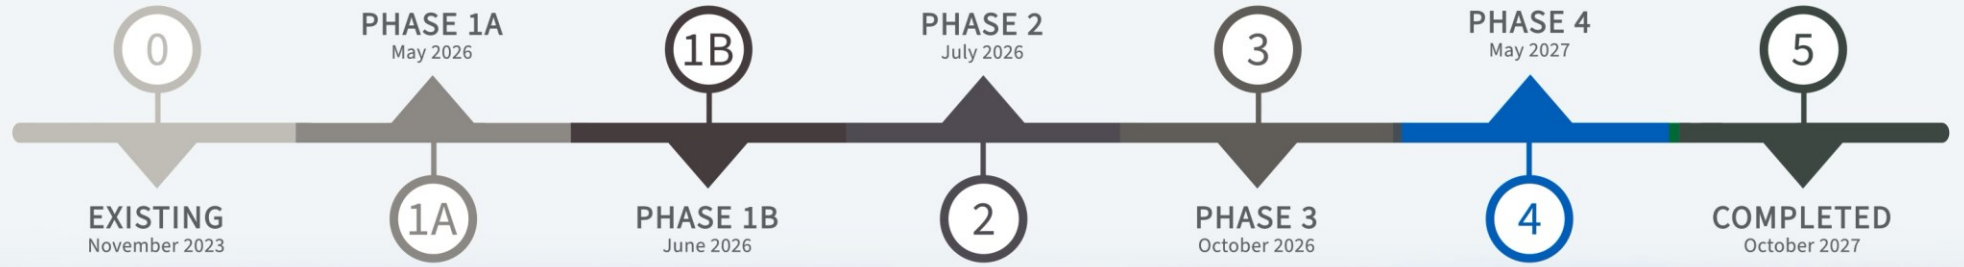 0
EXISTING
November 2023
PHASE 1A
May 2026
1A
1B
PHASE 1B
June 2026
PHASE 2
July 2026
2
3
PHASE 3
October 2026
PHASE 4
May 2027
4
5
COMPLETED
October 2027